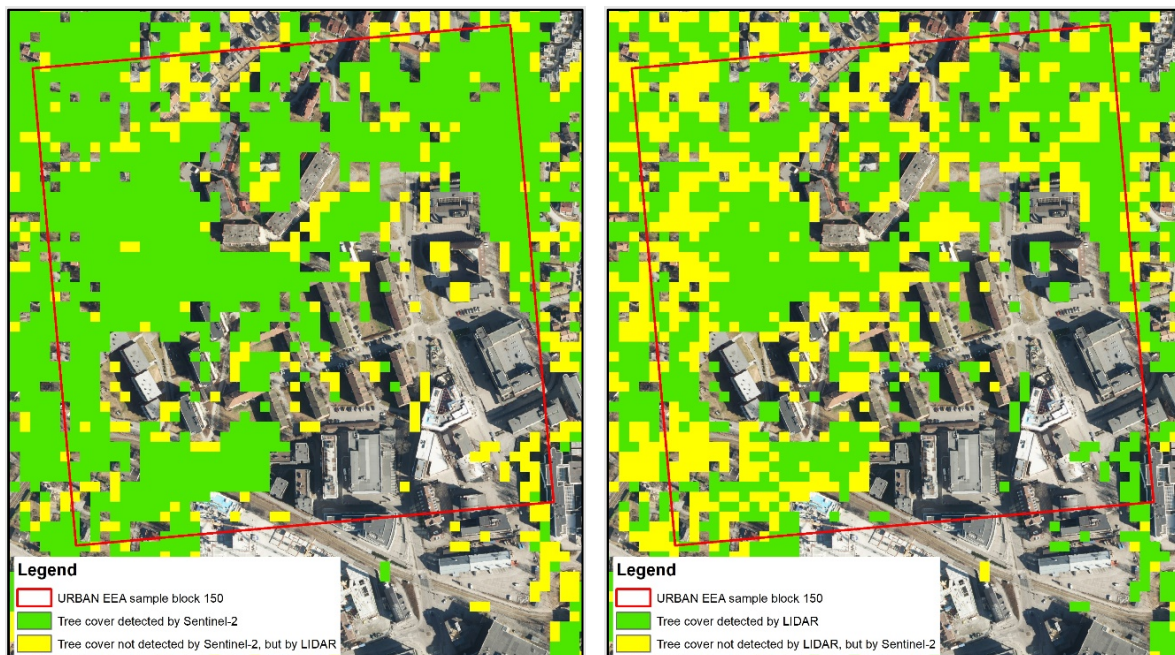 Legend
URBAN EEA sample block 150
Tree cover detected by Sentinel-2
Tree cover not detected by Sentinel-2, but by LIDAR
Legend
URBAN EEA sample block 150
Tree cover detected by LIDAR
Tree cover not detected by LIDAR, but by Sentinel-2